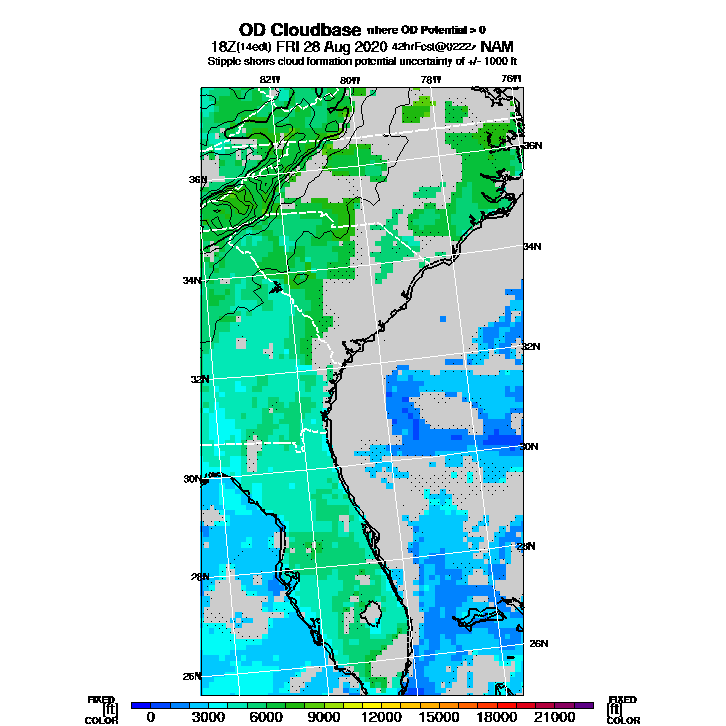 OD Cloudbase where OD Potential > 0
18Z(14edt) FRI 28 Aug 2020 42hrFcst@0222z NAM
Stipple shows cloud formation potential uncertainty of +/- 1000 ft
82W 80W 78W 76W
36N
36N
34N
34N
32N
32N
30N
30N
28N
28N
26N
26N
FIXED FIXED
[ft] 0 3000 6000 9000 12000 15000 18000 21000 [ft]
COLOR COLOR